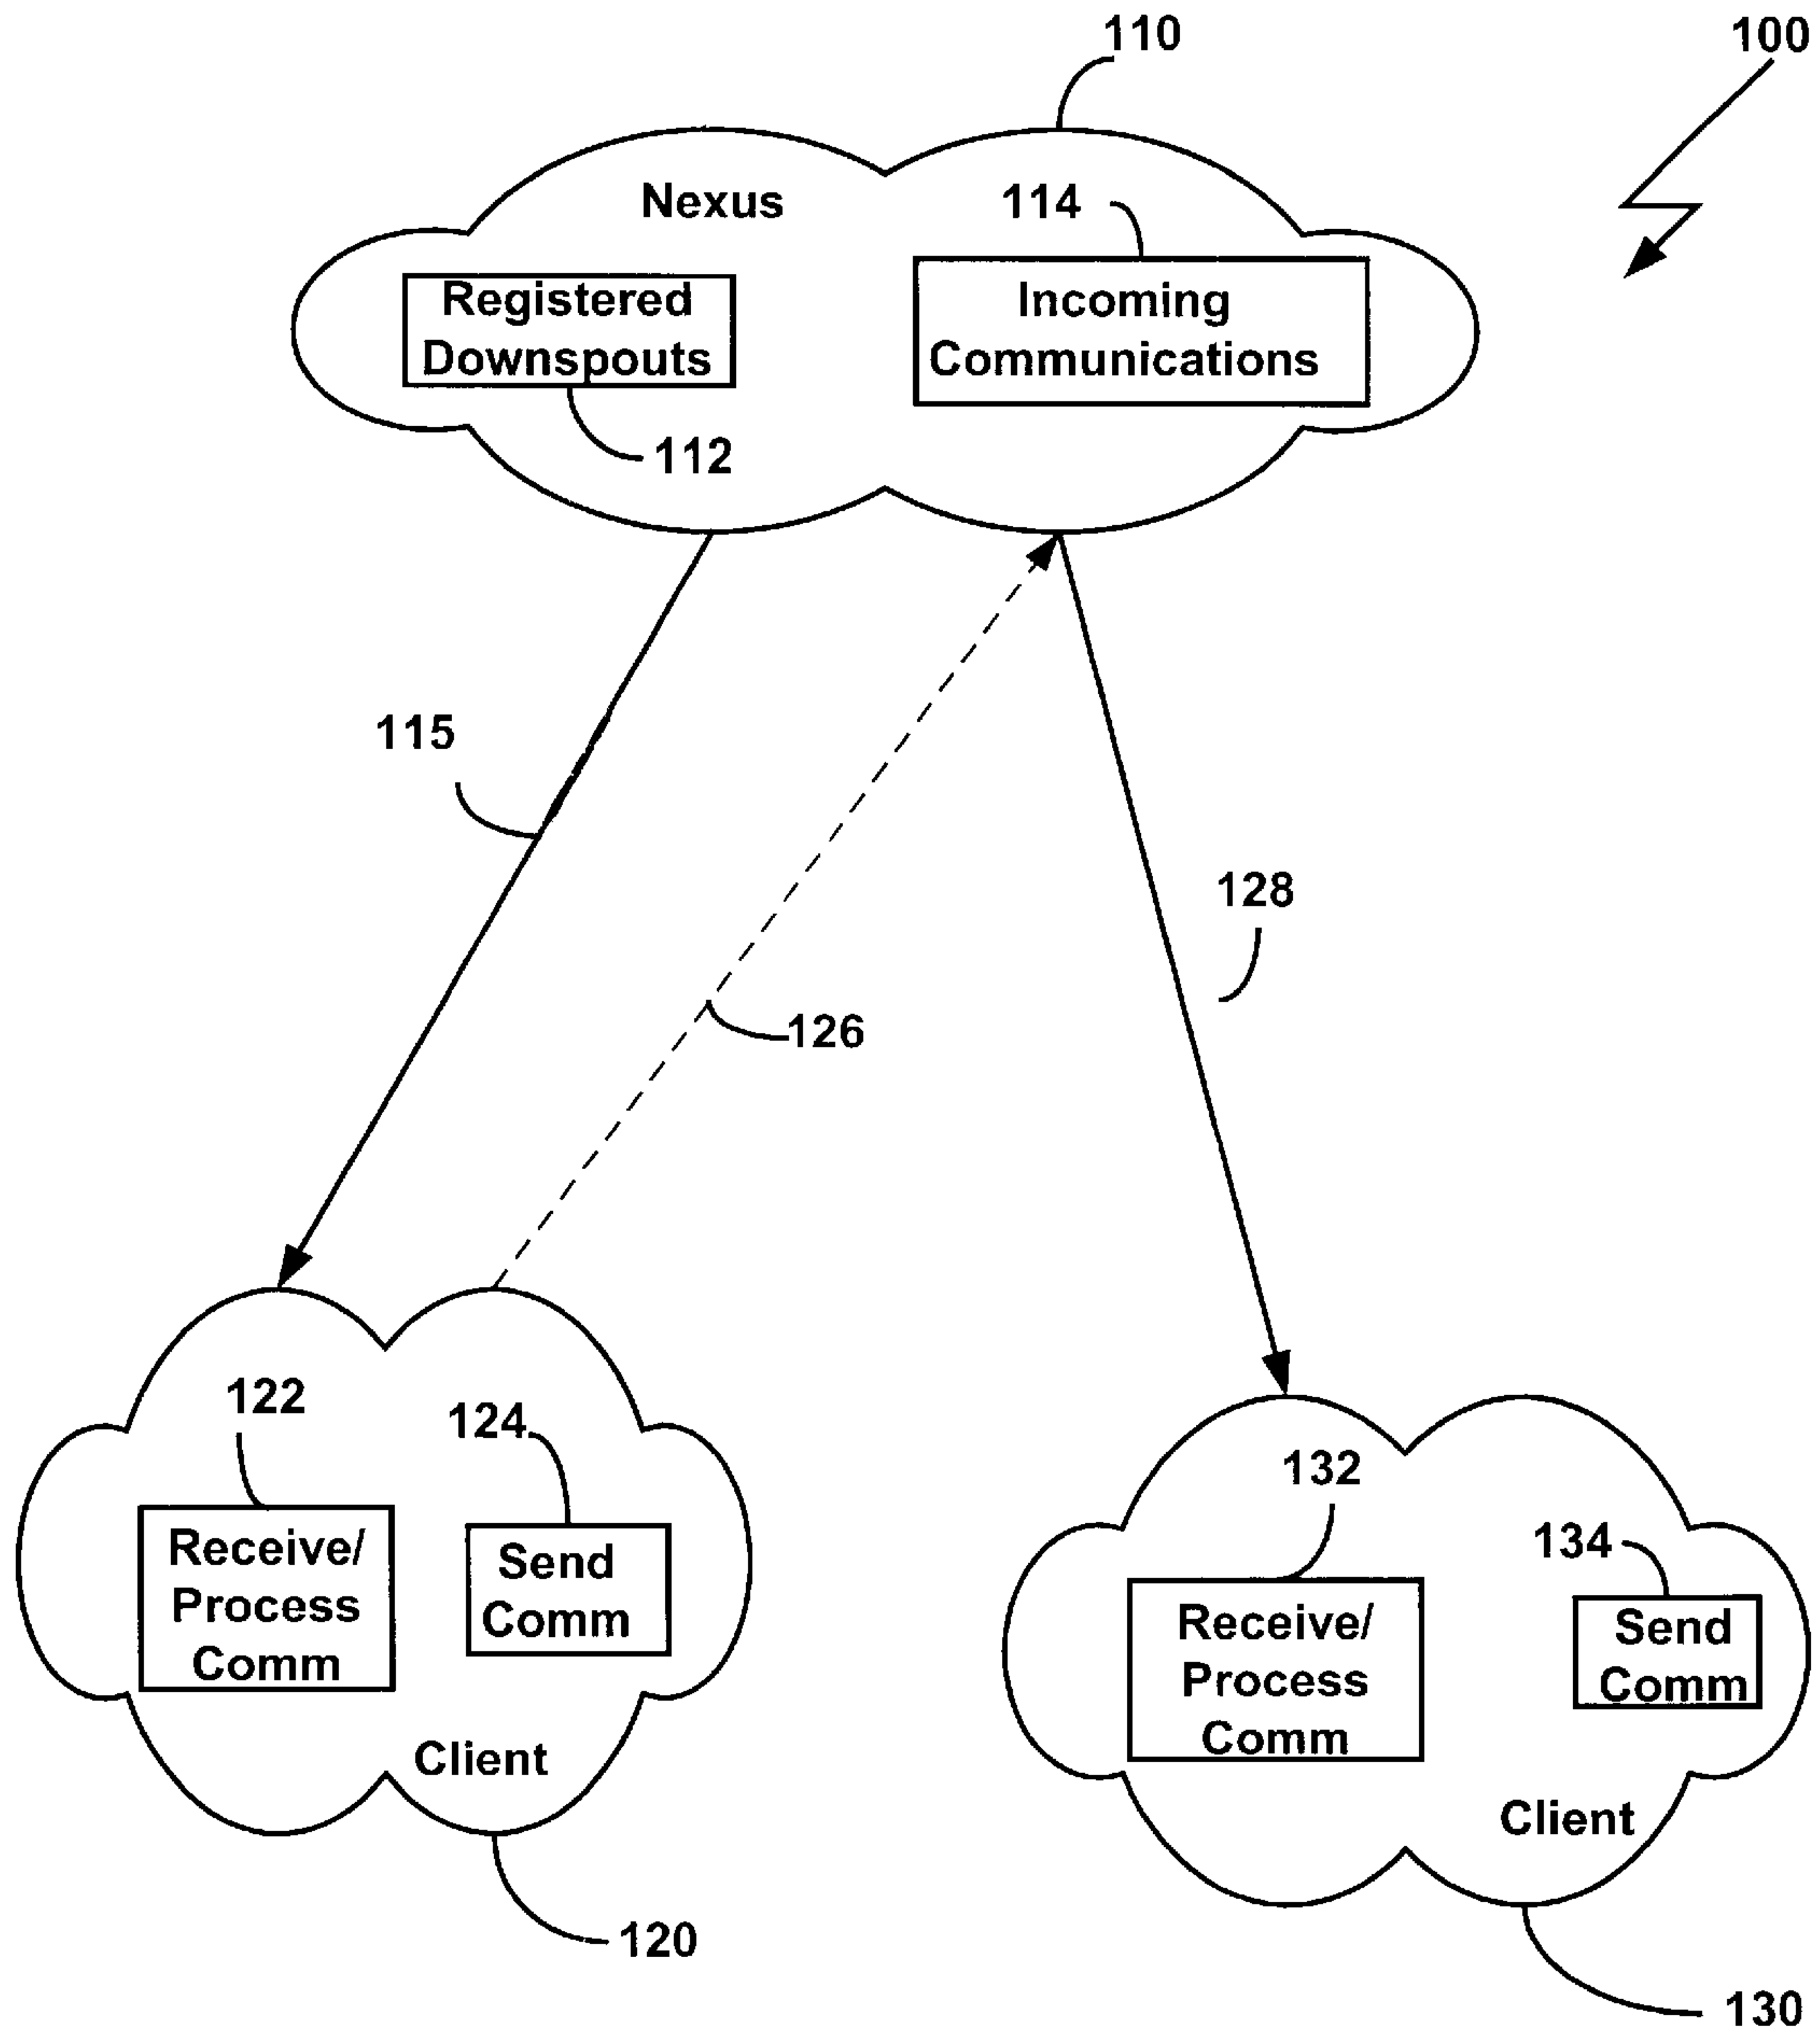 110
100
Nexus
114
Registered
Downspouts
Incoming
Communications
112
115
128
126
122
124
Receive/
Process
Comm
Send
Comm
Client
120
132
134
Receive/
Process
Comm
Send
Comm
Client
130